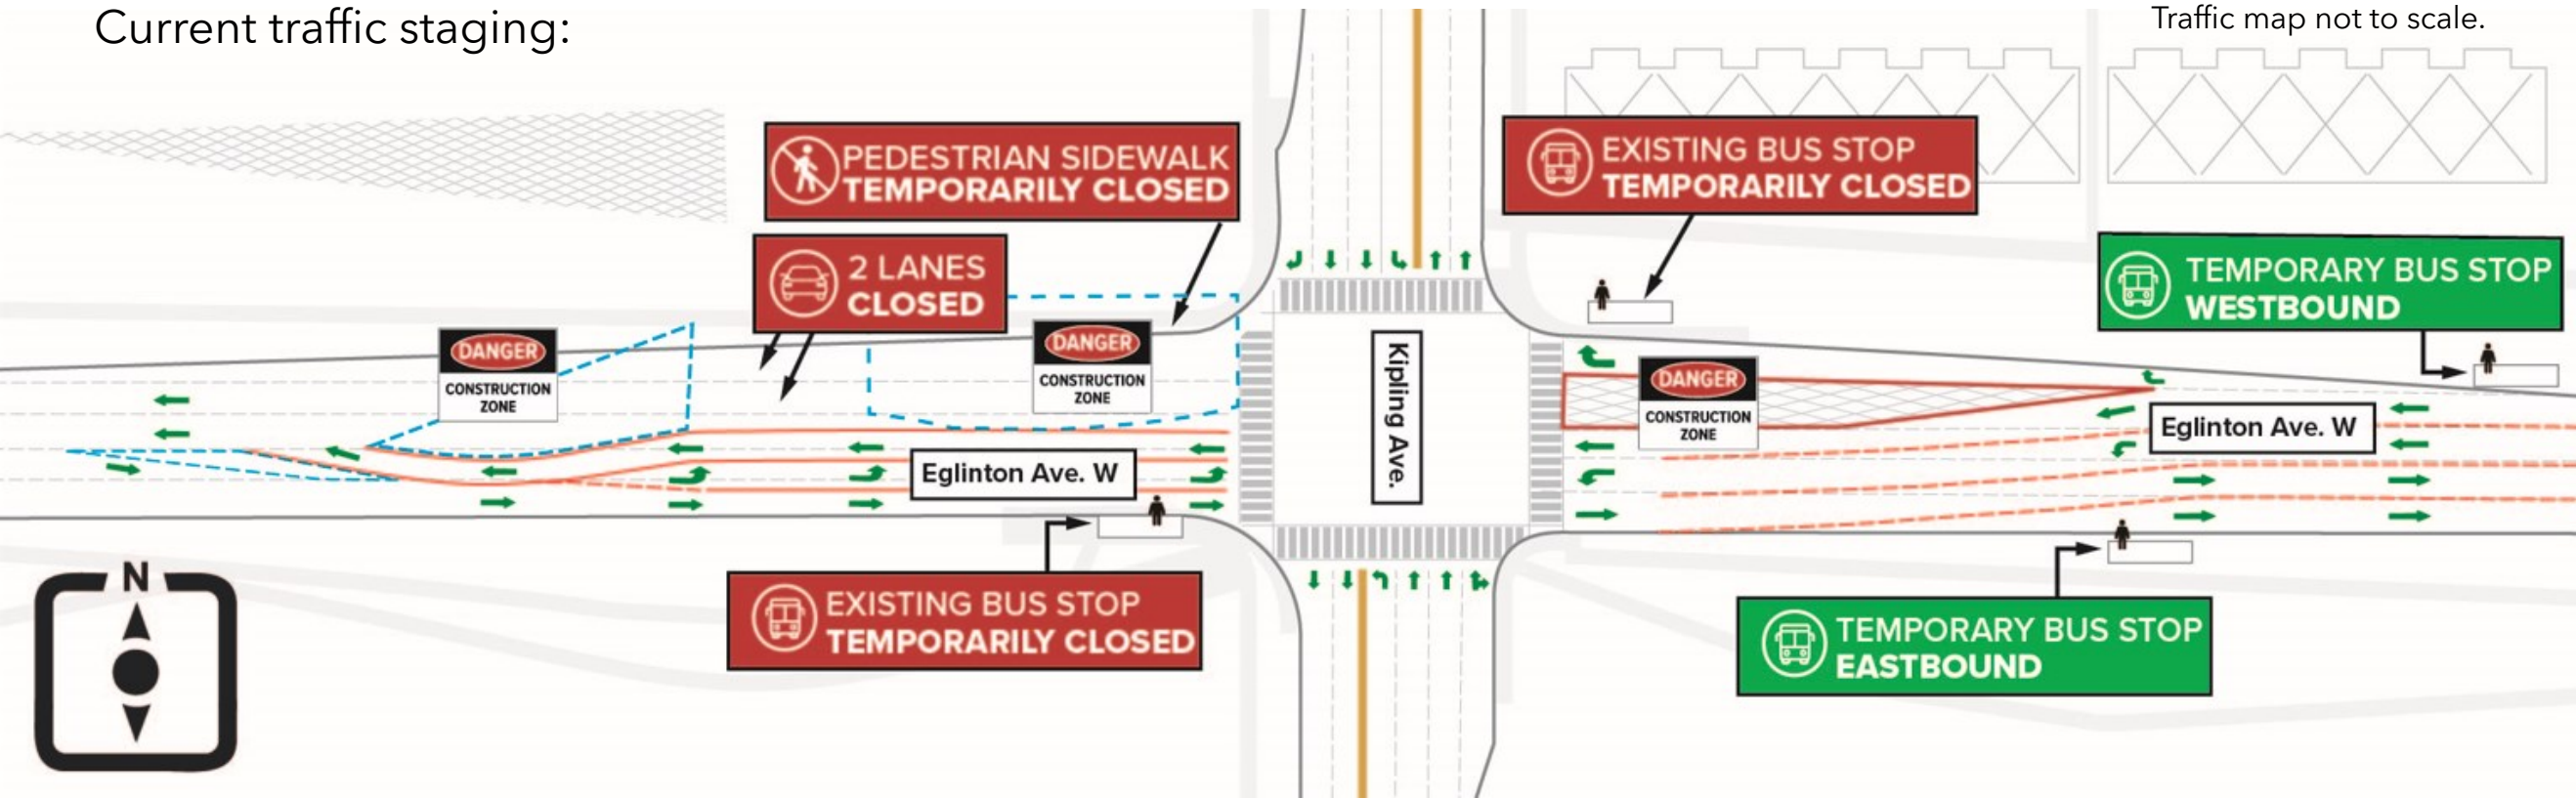 Current traffic staging:
Traffic map not to scale.
PEDESTRIAN SIDEWALK
TEMPORARILY CLOSED
EXISTING BUS STOP
TEMPORARILY CLOSED
2 LANES
CLOSED
TEMPORARY BUS STOP
WESTBOUND
DANGER
CONSTRUCTION
ZONE
DANGER
CONSTRUCTION
ZONE
Kipling Ave.
DANGER
CONSTRUCTION
ZONE
Eglinton Ave. W
Eglinton Ave. W
N
EXISTING BUS STOP
TEMPORARILY CLOSED
TEMPORARY BUS STOP
EASTBOUND